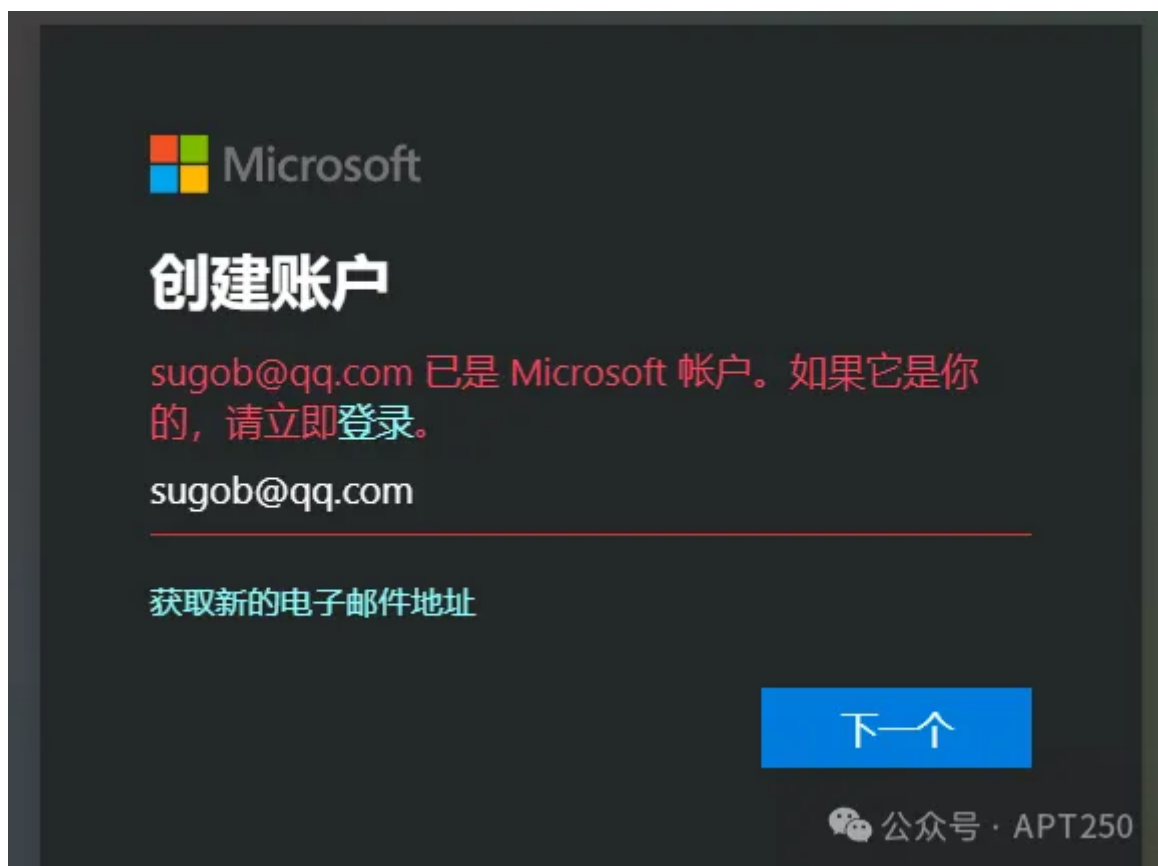 Microsoft
创建账户
sugob@qq.com 已是 Microsoft 帐户。如果它是你
的，请立即登录。
sugob@qq.com
获取新的电子邮件地址
下一个
公众号 · APT250